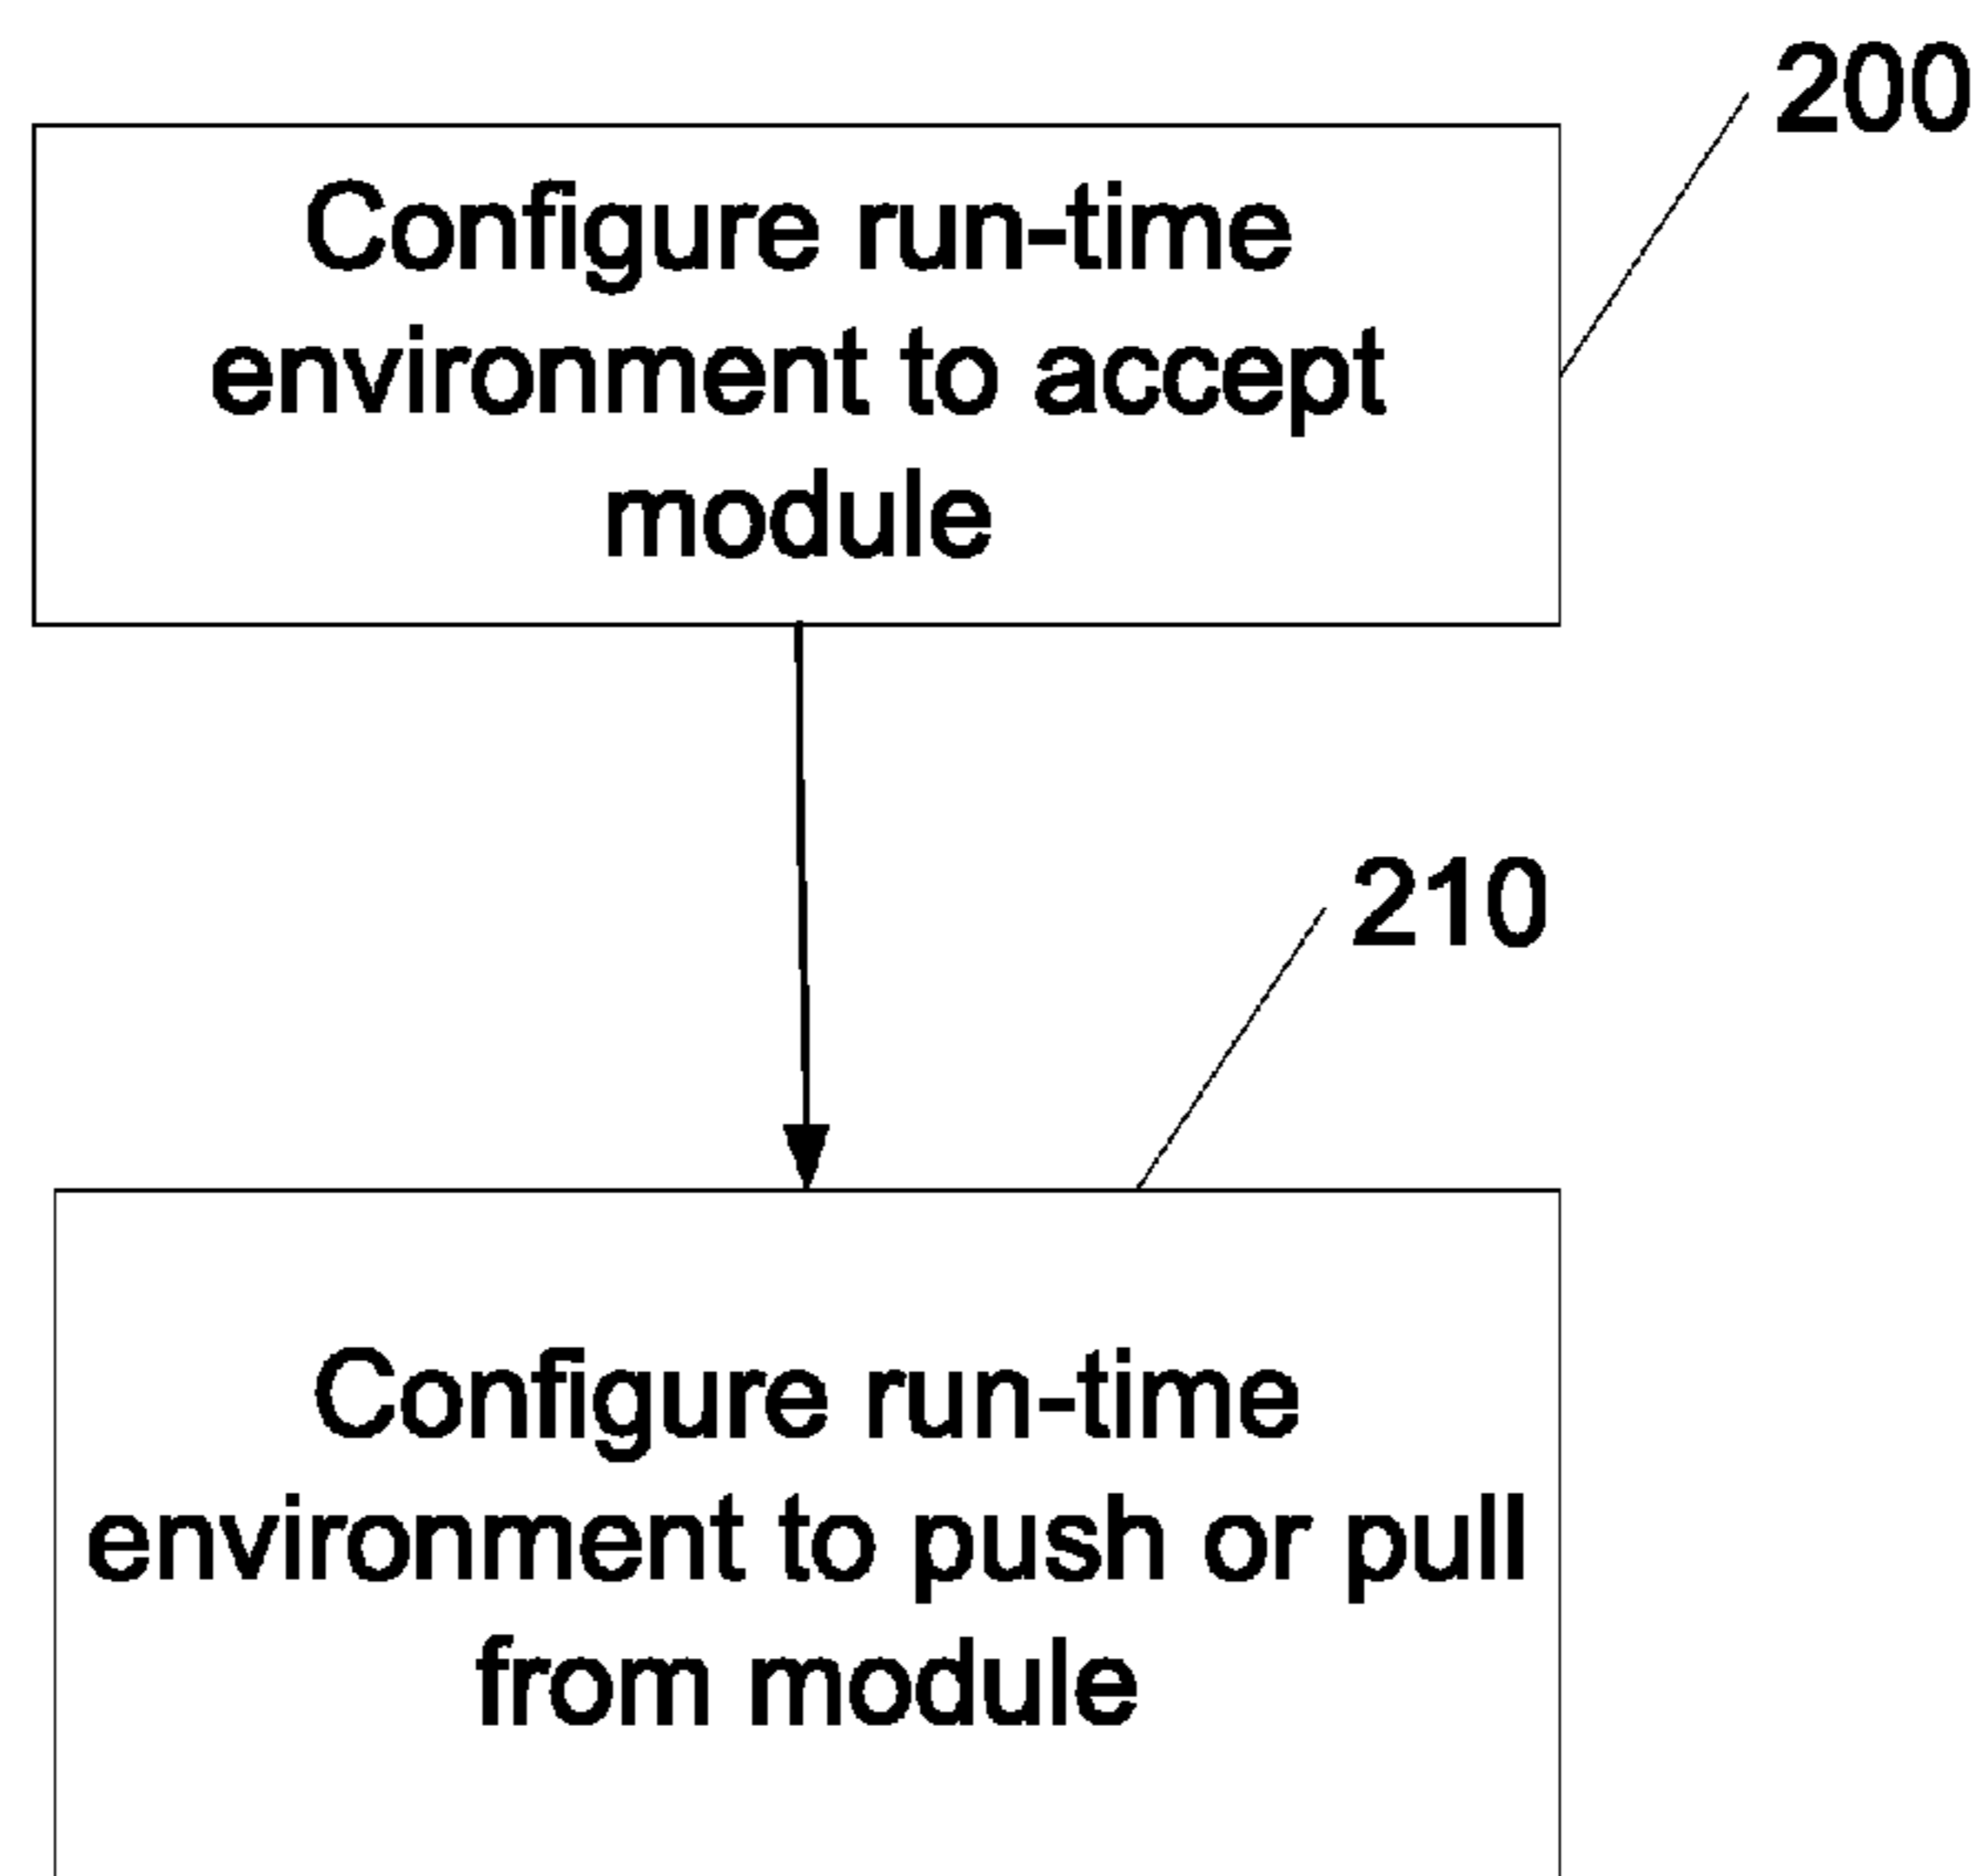 200
Configure run-time
environment to accept
module
210
Configure run-time
environment to push or pull
from module